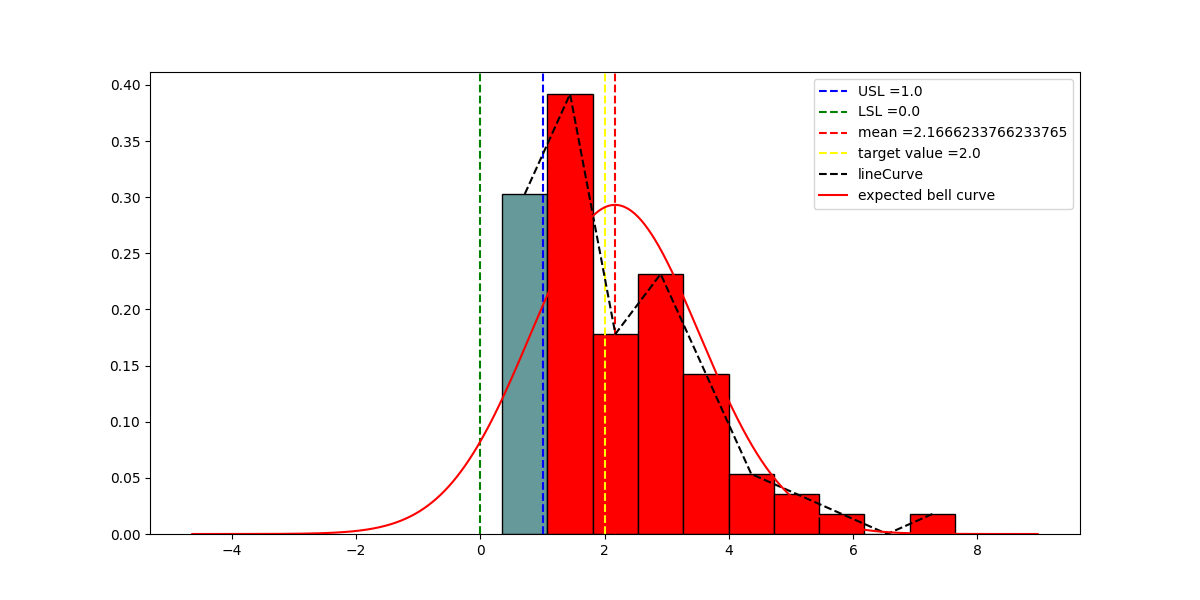 0.40
0.35
0.30
0.25
0.20
0.15
0.10
0.05
0.00
−4 −2 0 2 4 6 8
USL =1.0
LSL =0.0
mean =2.1666233766233765
target value =2.0
lineCurve
expected bell curve